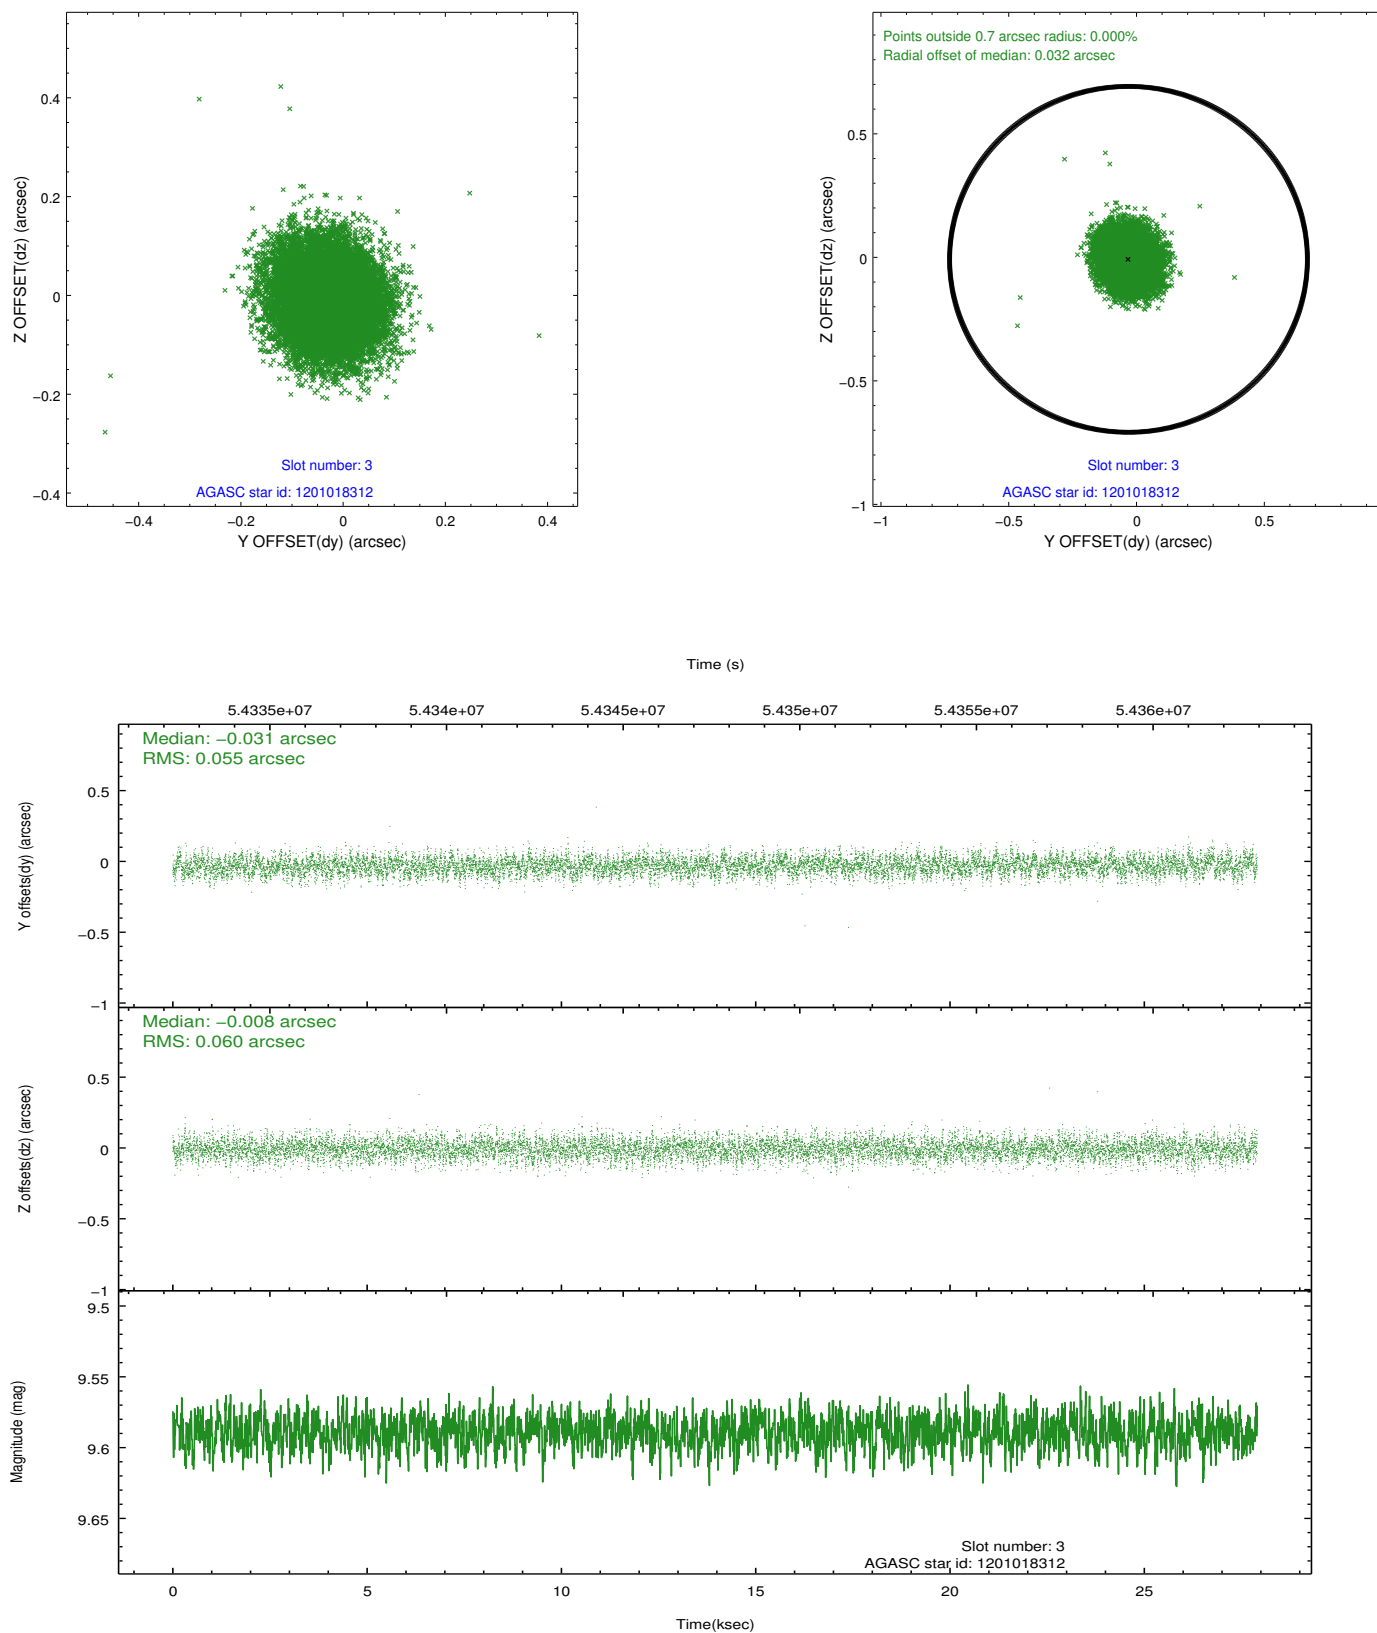 0.4
0.2
0
−0.2
−0.4
Z OFFSET(dz) (arcsec)
Slot number: 3
AGASC star id: 1201018312
−0.4 −0.2 0 0.2 0.4
Y OFFSET(dy) (arcsec)
Points outside 0.7 arcsec radius: 0.000%
Radial offset of median: 0.032 arcsec
0.5
0
−0.5
−1
Z OFFSET(dz) (arcsec)
Slot number: 3
AGASC star id: 1201018312
−1 −0.5 0 0.5
Y OFFSET(dy) (arcsec)
Time (s)
5.4335e+07 5.434e+07 5.4345e+07 5.435e+07 5.4355e+07 5.436e+07
Median: −0.031 arcsec
RMS: 0.055 arcsec
0.5
0
−0.5
−1
Y offsets(dy) (arcsec)
Median: −0.008 arcsec
RMS: 0.060 arcsec
0.5
0
−0.5
−1
Z offsets(dz) (arcsec)
9.5
9.55
9.6
9.65
Magnitude (mag)
Slot number: 3
AGASC star id: 1201018312
0 5 10 15 20 25
Time(ksec)